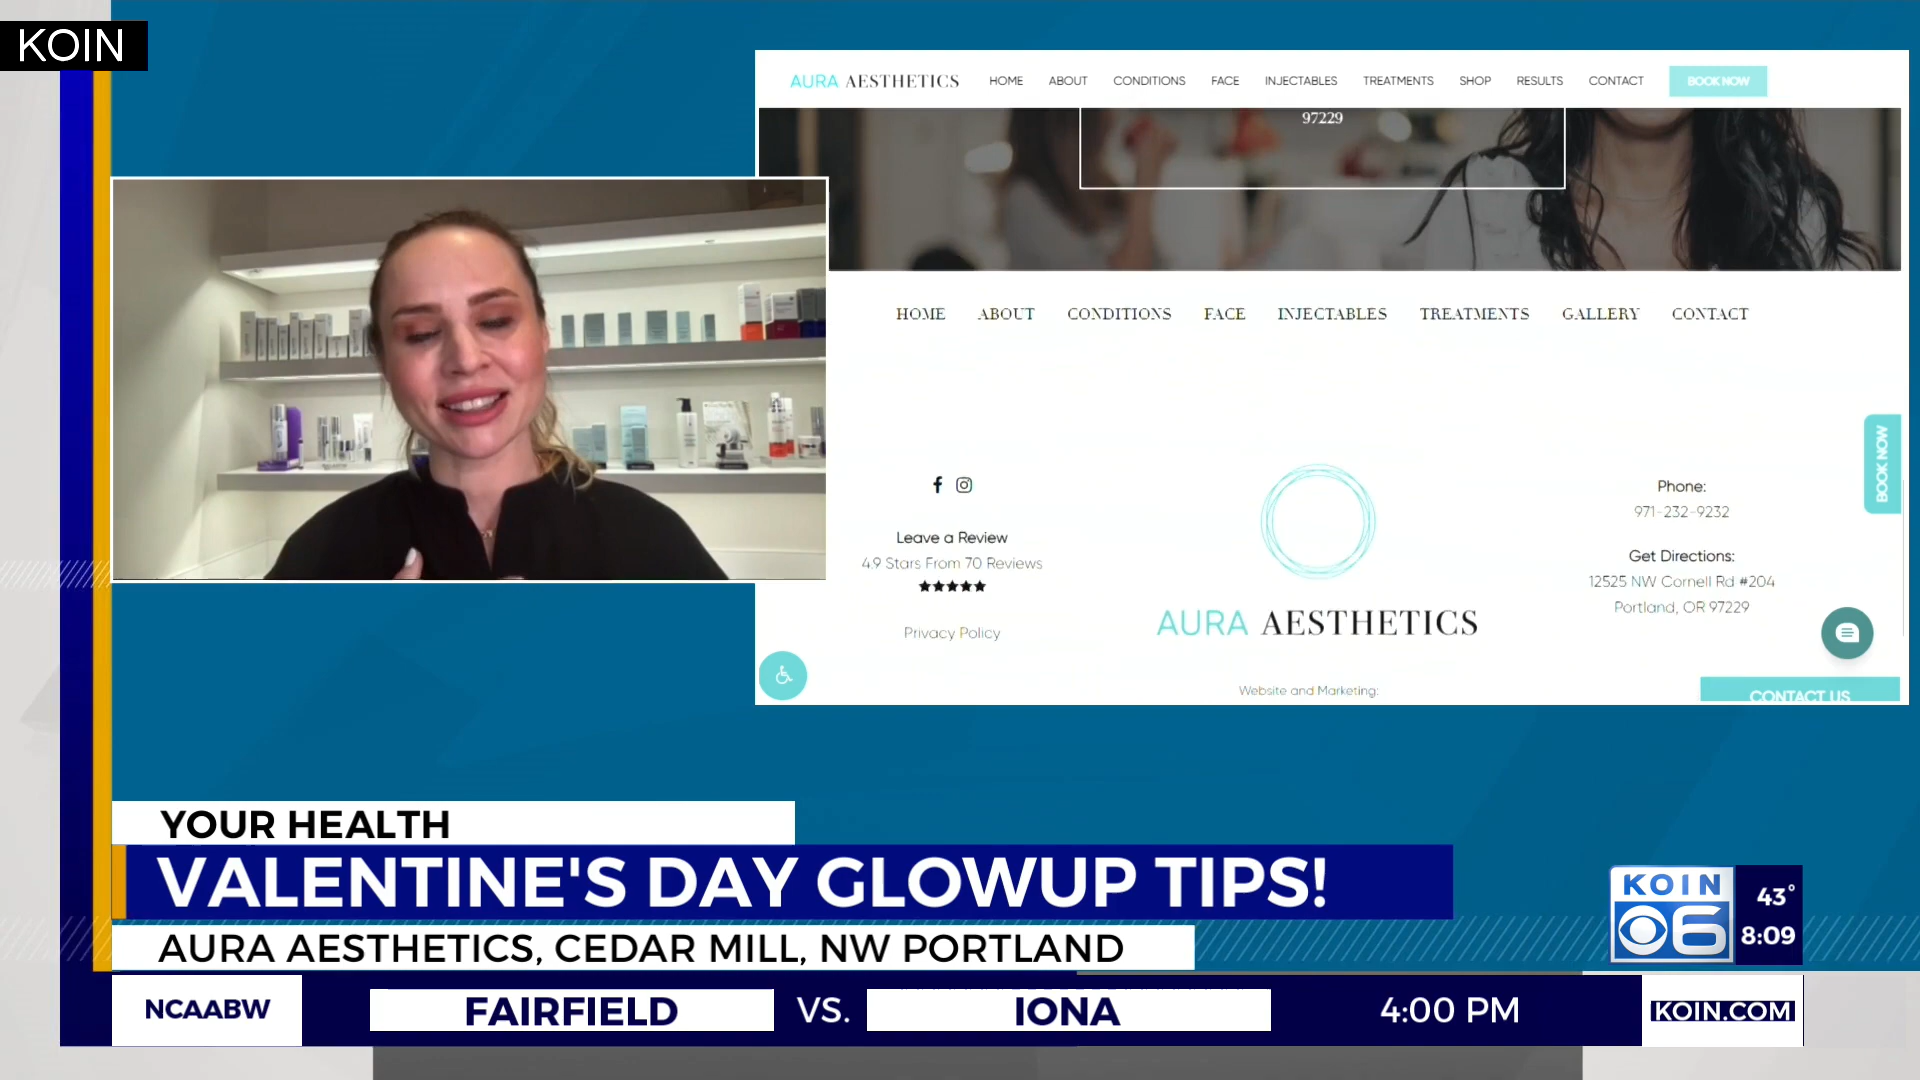 KOIN
AURA AESTHETICS HOME ABOUT CONDITIONS FACE INJECTABLES TREATMENTS SHOP RESULTS CONTACT BOOK NOW
97229
HOME ABOUT CONDITIONS FACE INJECTABLES TREATMENTS GALLERY CONTACT
BOOK NOW
Leave a Review
4.9 Stars From 70 Reviews
★★★★★
Privacy Policy
AURA AESTHETICS
Website and Marketing:
Phone:
971-232-9232
Get Directions:
12525 NW Cornell Rd #204
Portland, OR 97229
CONTACT US
YOUR HEALTH
VALENTINE'S DAY GLOWUP TIPS!
AURA AESTHETICS, CEDAR MILL, NW PORTLAND
KOIN
6
43°
8:09
NCAABW FAIRFIELD VS. IONA 4:00 PM KOIN.COM